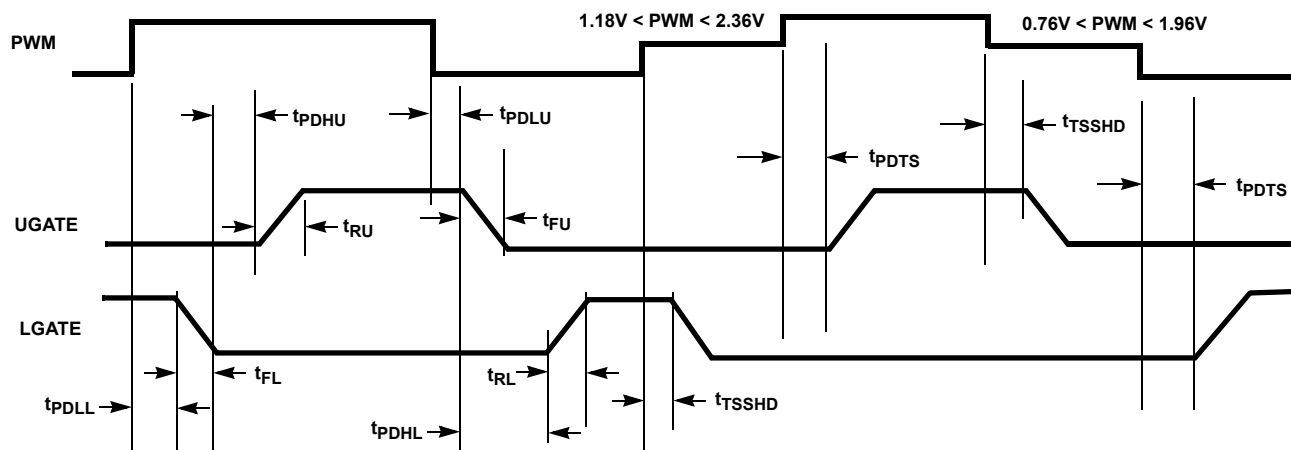 1.18V < PWM < 2.36V
0.76V < PWM < 1.96V
PWM
tPDHU
tPDLU
tTSSHD
tPDTS
tPDTS
UGATE
tRU
tFU
LGATE
tFL
tRL
tPDLL
tTSSHD
tPDHL